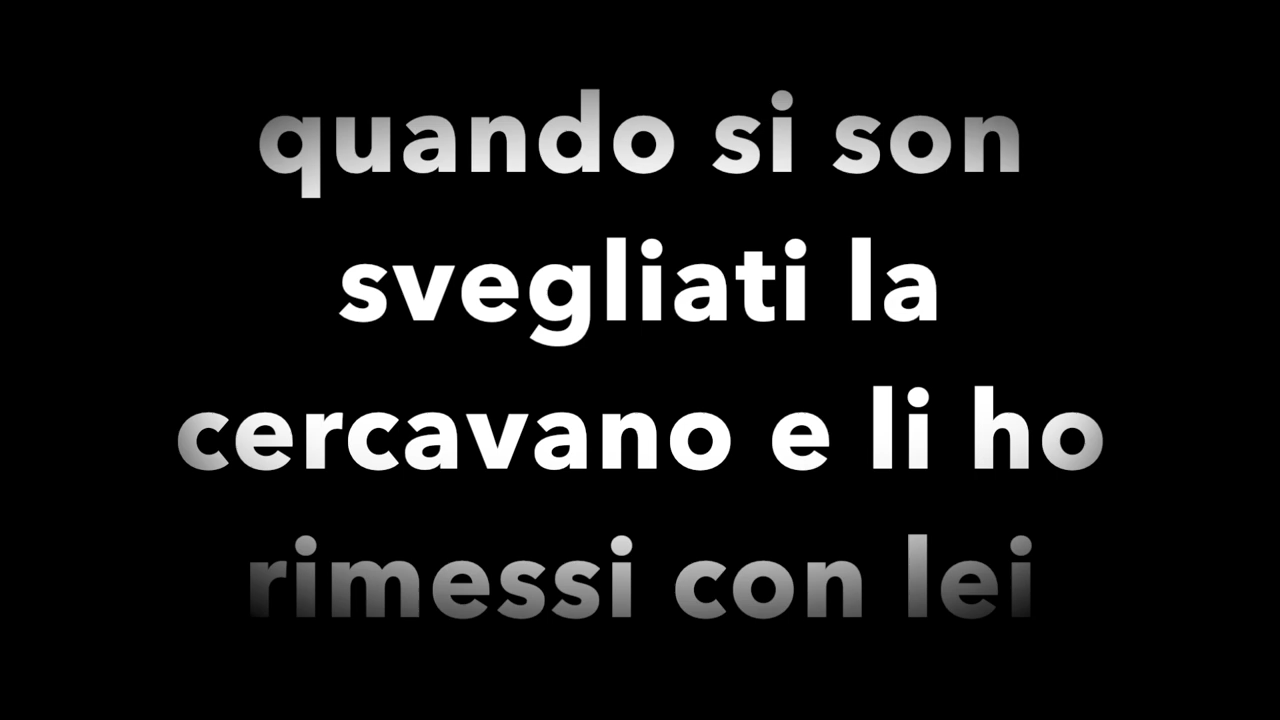 quando si son
svegliati la
cercavano e li ho
rimessi con lei